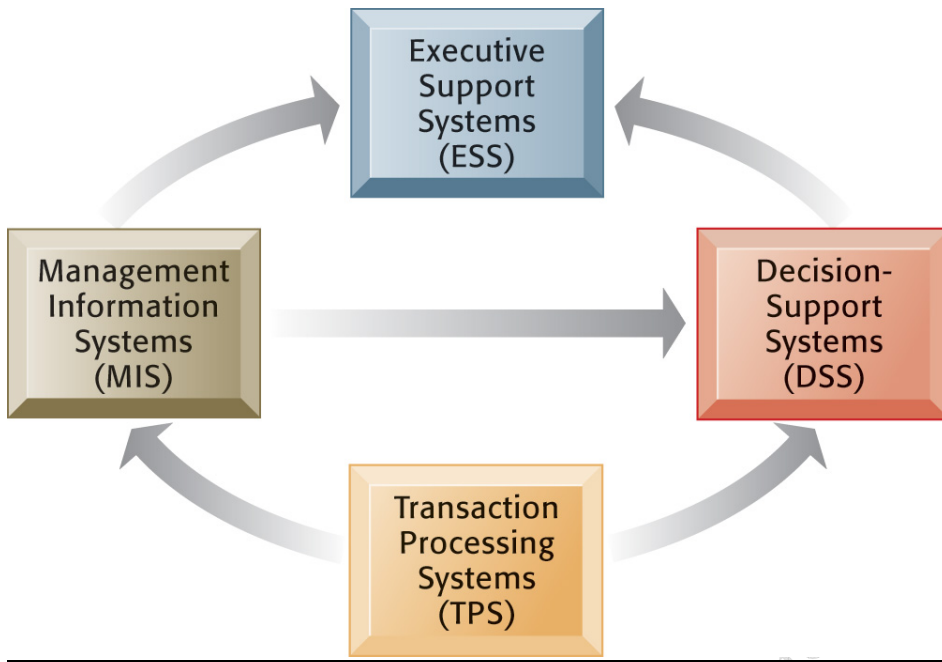 Executive
Support
Systems
(ESS)
Management
Information
Systems
(MIS)
Decision-
Support
Systems
(DSS)
Transaction
Processing
Systems
(TPS)